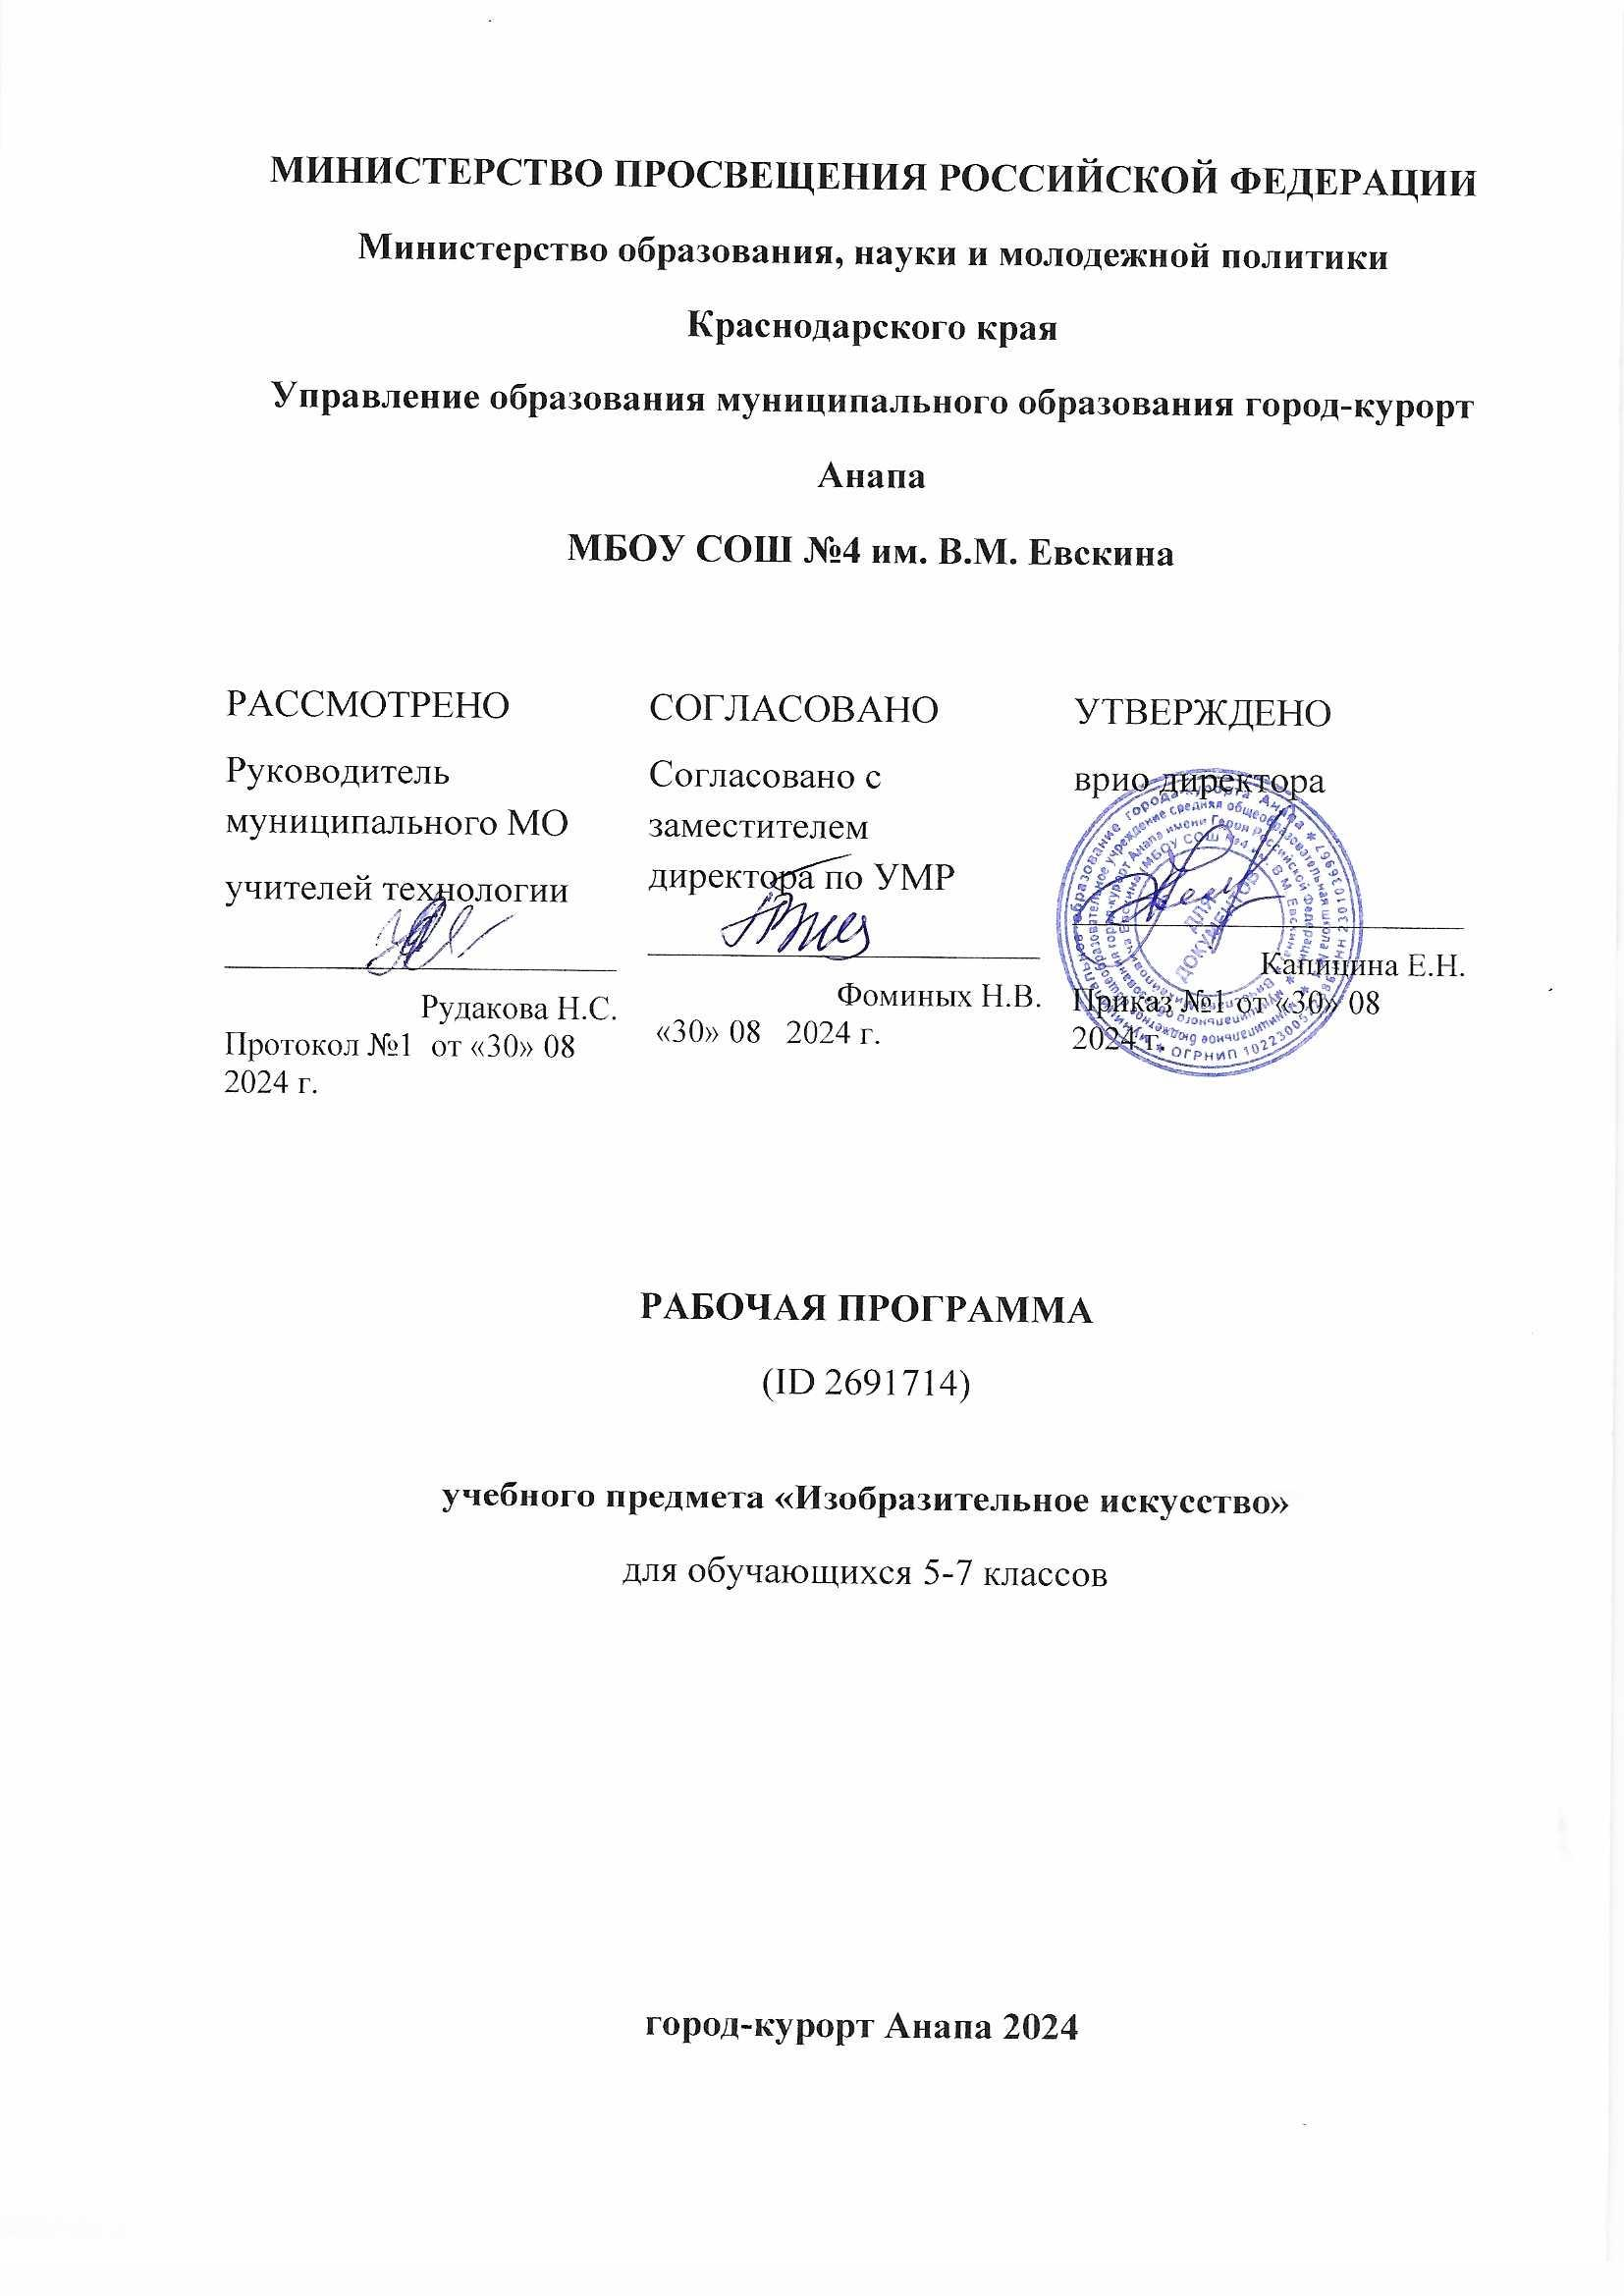 МИНИСТЕРСТВО ПРОСВЕЩЕНИЯ РОССИЙСКОЙ ФЕДЕРАЦИИ
Министерство образования, науки и молодежной политики
Краснодарского края
Управление образования муниципального образования город-курорт
Анапа
МБОУ СОШ №4 им. В.М. Евскина
РАССМОТРЕНО
Руководитель
муниципального МО
учителей технологии
Рудакова Н.С.
Протокол №1 от «30» 08
2024 г.
СОГЛАСОВАНО
Согласовано с
заместителем
директора по УМР
Фоминых Н.В.
«30» 08 2024 г.
УТВЕРЖДЕНО
врио директора
ДЛЯ
ДОКУМЕНТОВ
Капицина Е.Н.
Приказ №1 от «30» 08
2024 г.
РАБОЧАЯ ПРОГРАММА
(ID 2691714)
учебного предмета «Изобразительное искусство»
для обучающихся 5-7 классов
город-курорт Анапа 2024